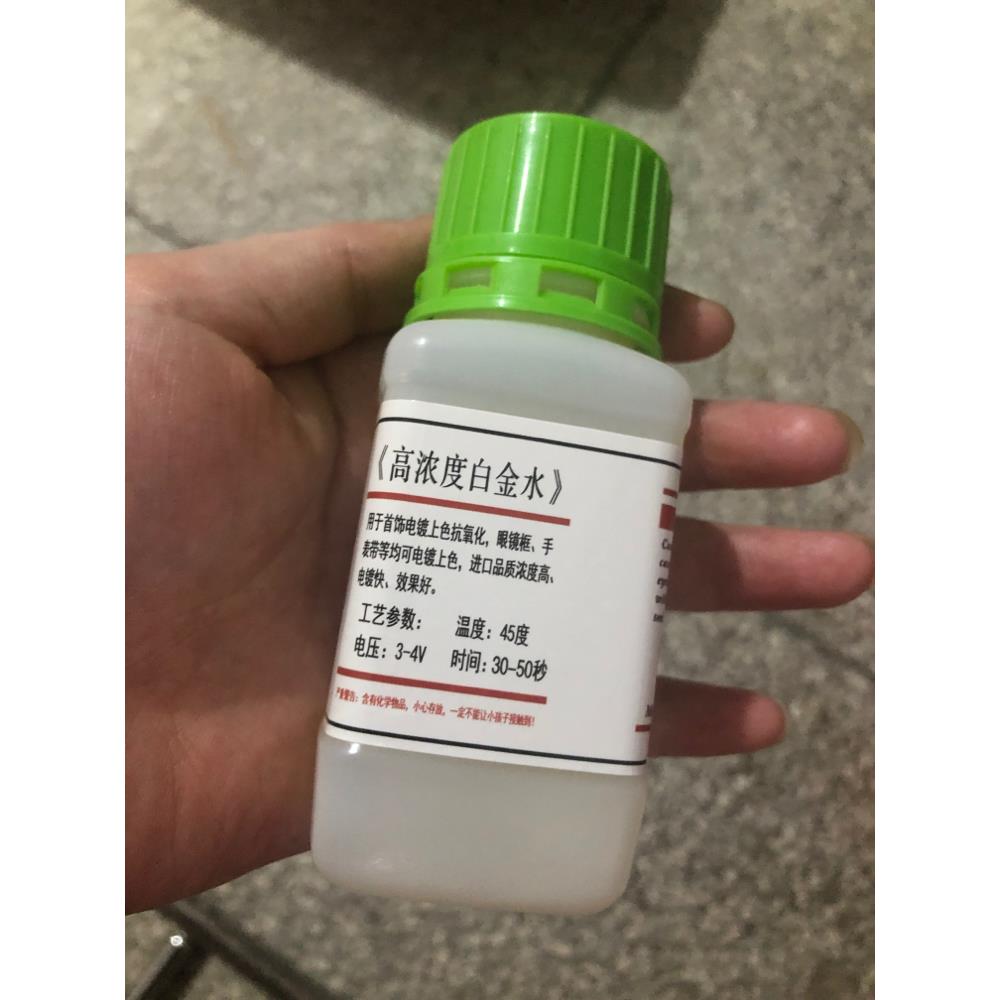 《高浓度白金水》
用于首饰电镀上色抗氧化，眼镜框、手
表带等均可电镀上色，进口品质浓度高、
电镀快、效果好。
工艺参数： 温度：45度
电压：3-4V 时间：30-50秒
严重警告：含有化学物品，小心存放，一定不能让小孩子接触到！